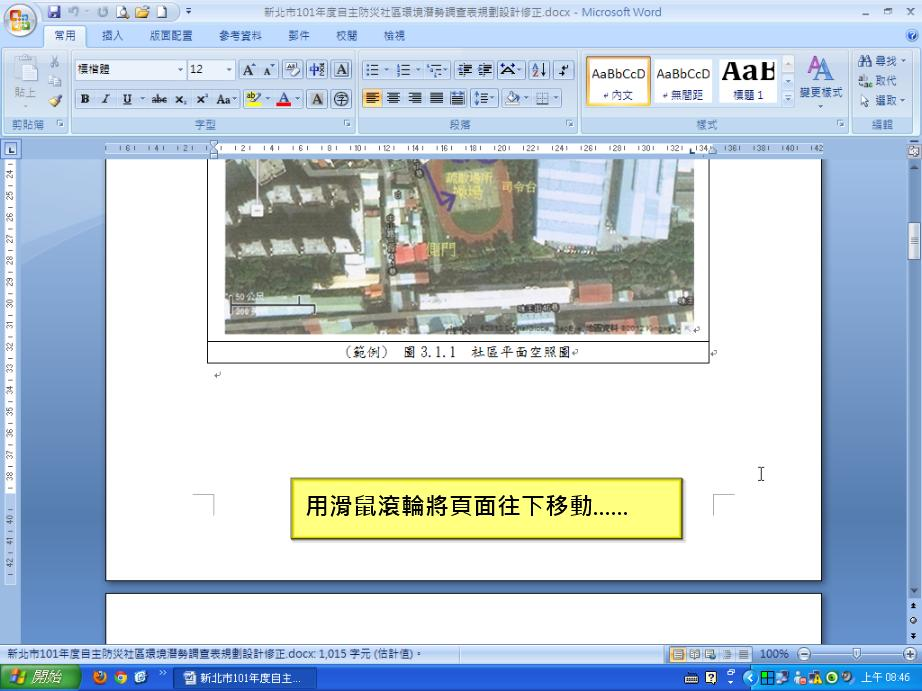 新北市101年度自主防災社區環境潛勢調查表規劃設計修正.docx - Microsoft Word
常用 插入 版面配置 參考資料 郵件 校閱 檢視
貼上
標楷體 12
B I U abc X₂ X² Aa
AaBbCcD AaBbCcD AaB
內文 無間距 標題 1
變更樣式
尋找
取代
選取
剪貼簿 字型 段落 樣式 編輯
疏散場所
操場
司令台
側門
50 公尺
200
(範例) 圖 3.1.1 社區平面空照圖
用滑鼠滾輪將頁面往下移動......
新北市101年度自主防災社區環境潛勢調查表規劃設計修正.docx: 1,015 字元 (估計值)。
100%
開始
新北市101年度自主...
上午 08:46